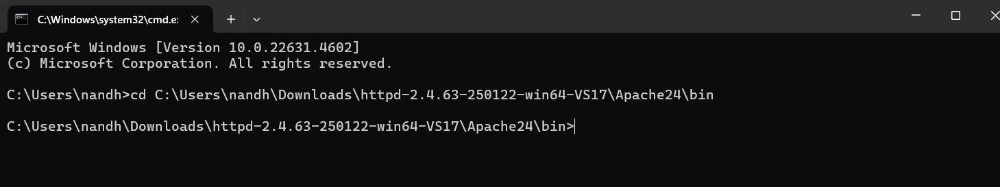 C:\Windows\system32\cmd.e
Microsoft Windows [Version 10.0.22631.4602]
(c) Microsoft Corporation. All rights reserved.
C:\Users\nandh>cd C:\Users\nandh\Downloads\httpd-2.4.63-250122-win64-VS17\Apache24\bin
C:\Users\nandh\Downloads\httpd-2.4.63-250122-win64-VS17\Apache24\bin>